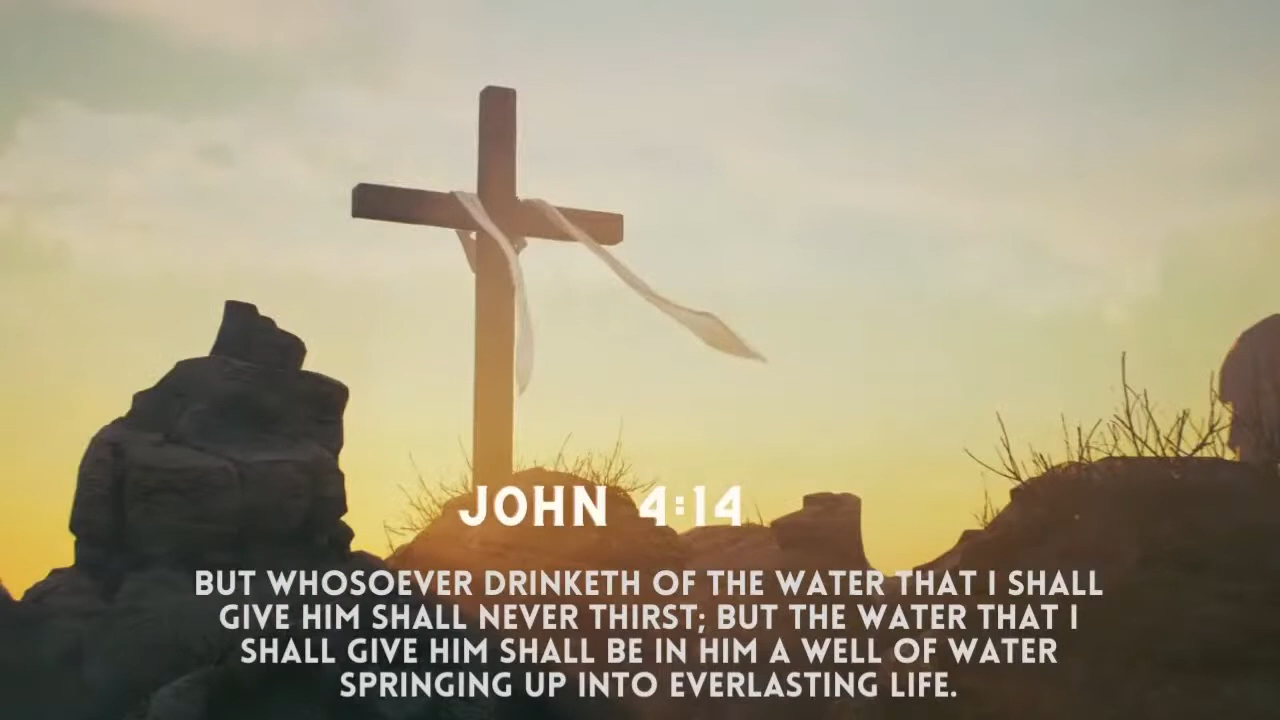 JOHN 4:14
BUT WHOSOEVER DRINKETH OF THE WATER THAT I SHALL
GIVE HIM SHALL NEVER THIRST; BUT THE WATER THAT I
SHALL GIVE HIM SHALL BE IN HIM A WELL OF WATER
SPRINGING UP INTO EVERLASTING LIFE.